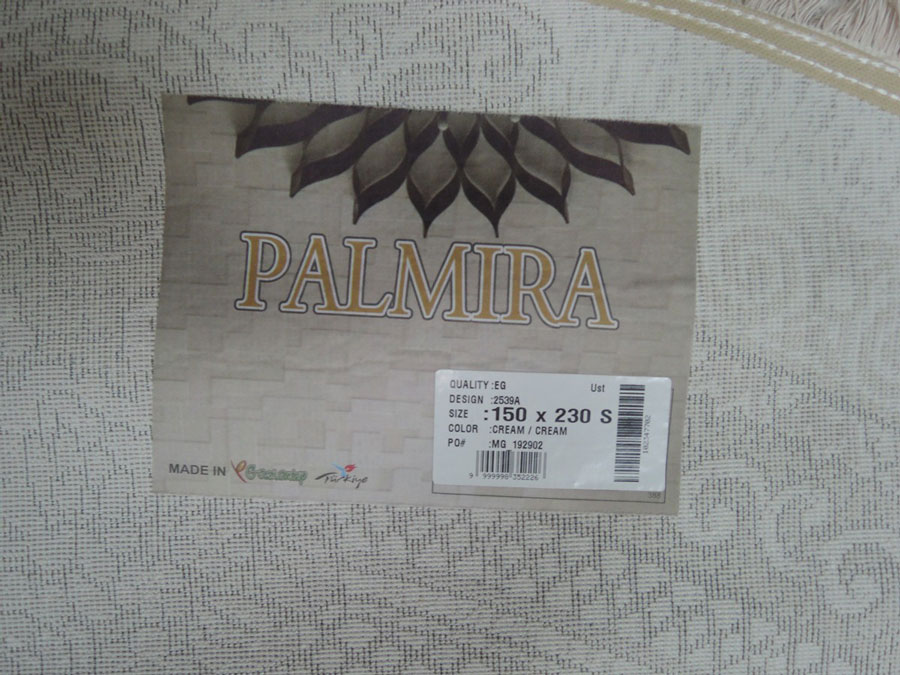 PALMIRA
QUALITY :EG Ust
DESIGN :2539A
SIZE :150 x 230 S
COLOR :CREAM / CREAM
PO# :MG 192902
MADE IN Türkiye